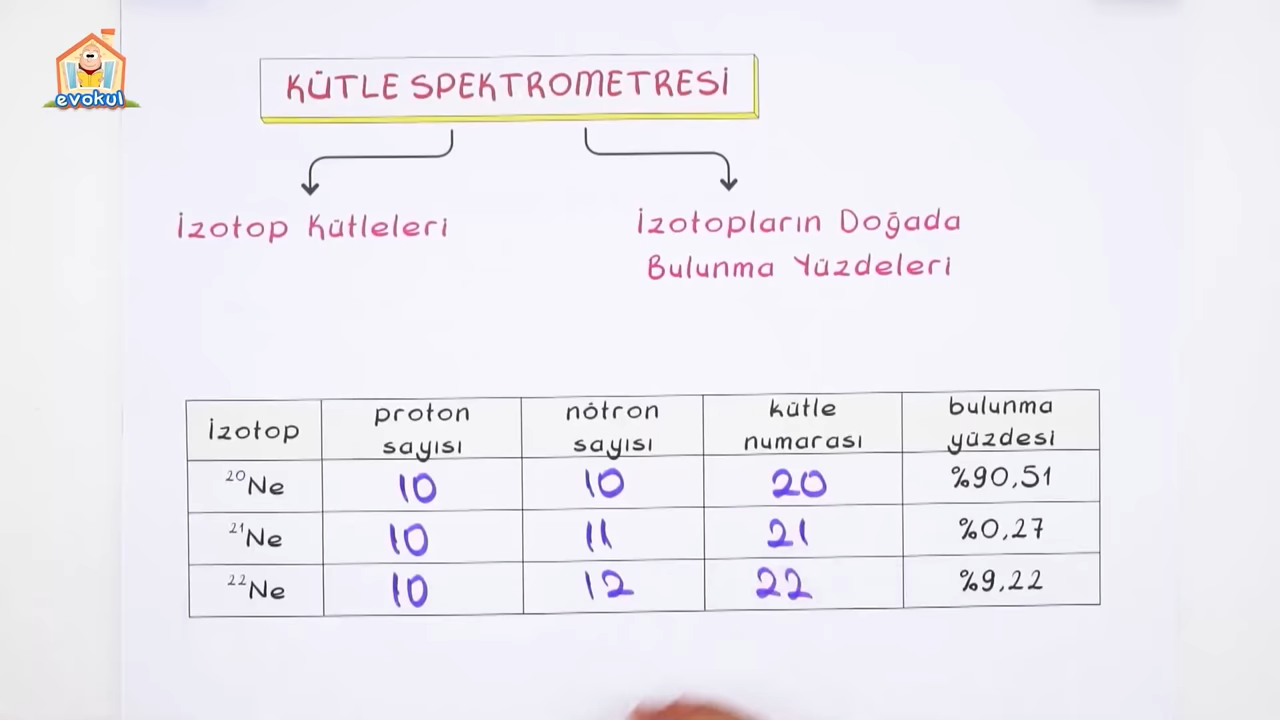 evokul
KÜTLE SPEKTROMETRESİ
İzotop Kütleleri
İzotopların Doğada
Bulunma Yüzdeleri
İzotop
proton
sayısı
nötron
sayısı
kütle
numarası
bulunma
yüzdesi
20Ne 10 10 20 %90,51
21Ne 10 11 21 %0,27
22Ne 10 12 22 %9,22